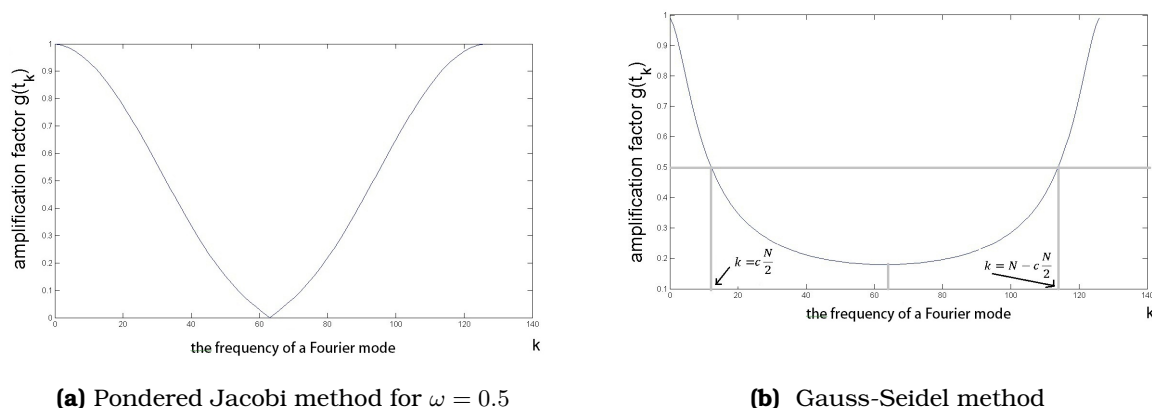 amplification factor g(t_k)
1
0.9
0.8
0.7
0.6
0.5
0.4
0.3
0.2
0.1
0
0 20 40 60 80 100 120 140
the frequency of a Fourier mode k
(a) Pondered Jacobi method for ω = 0.5
amplification factor g(t_k)
1
0.9
0.8
0.7
0.6
0.5
0.4
0.3
0.2
0.1
k = c N/2
k = N − c N/2
0 20 40 60 80 100 120 140
the frequency of a Fourier mode k
(b) Gauss-Seidel method